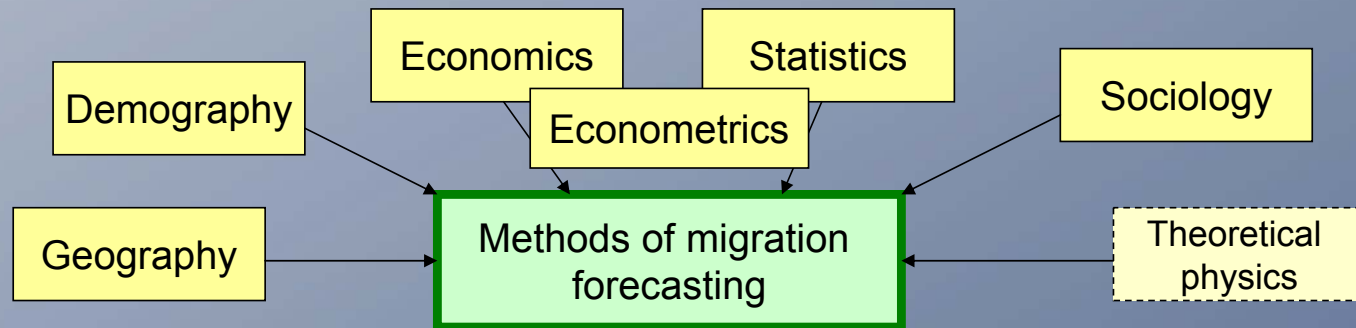 Economics
Statistics
Demography
Econometrics
Sociology
Geography
Methods of migration
forecasting
Theoretical
physics